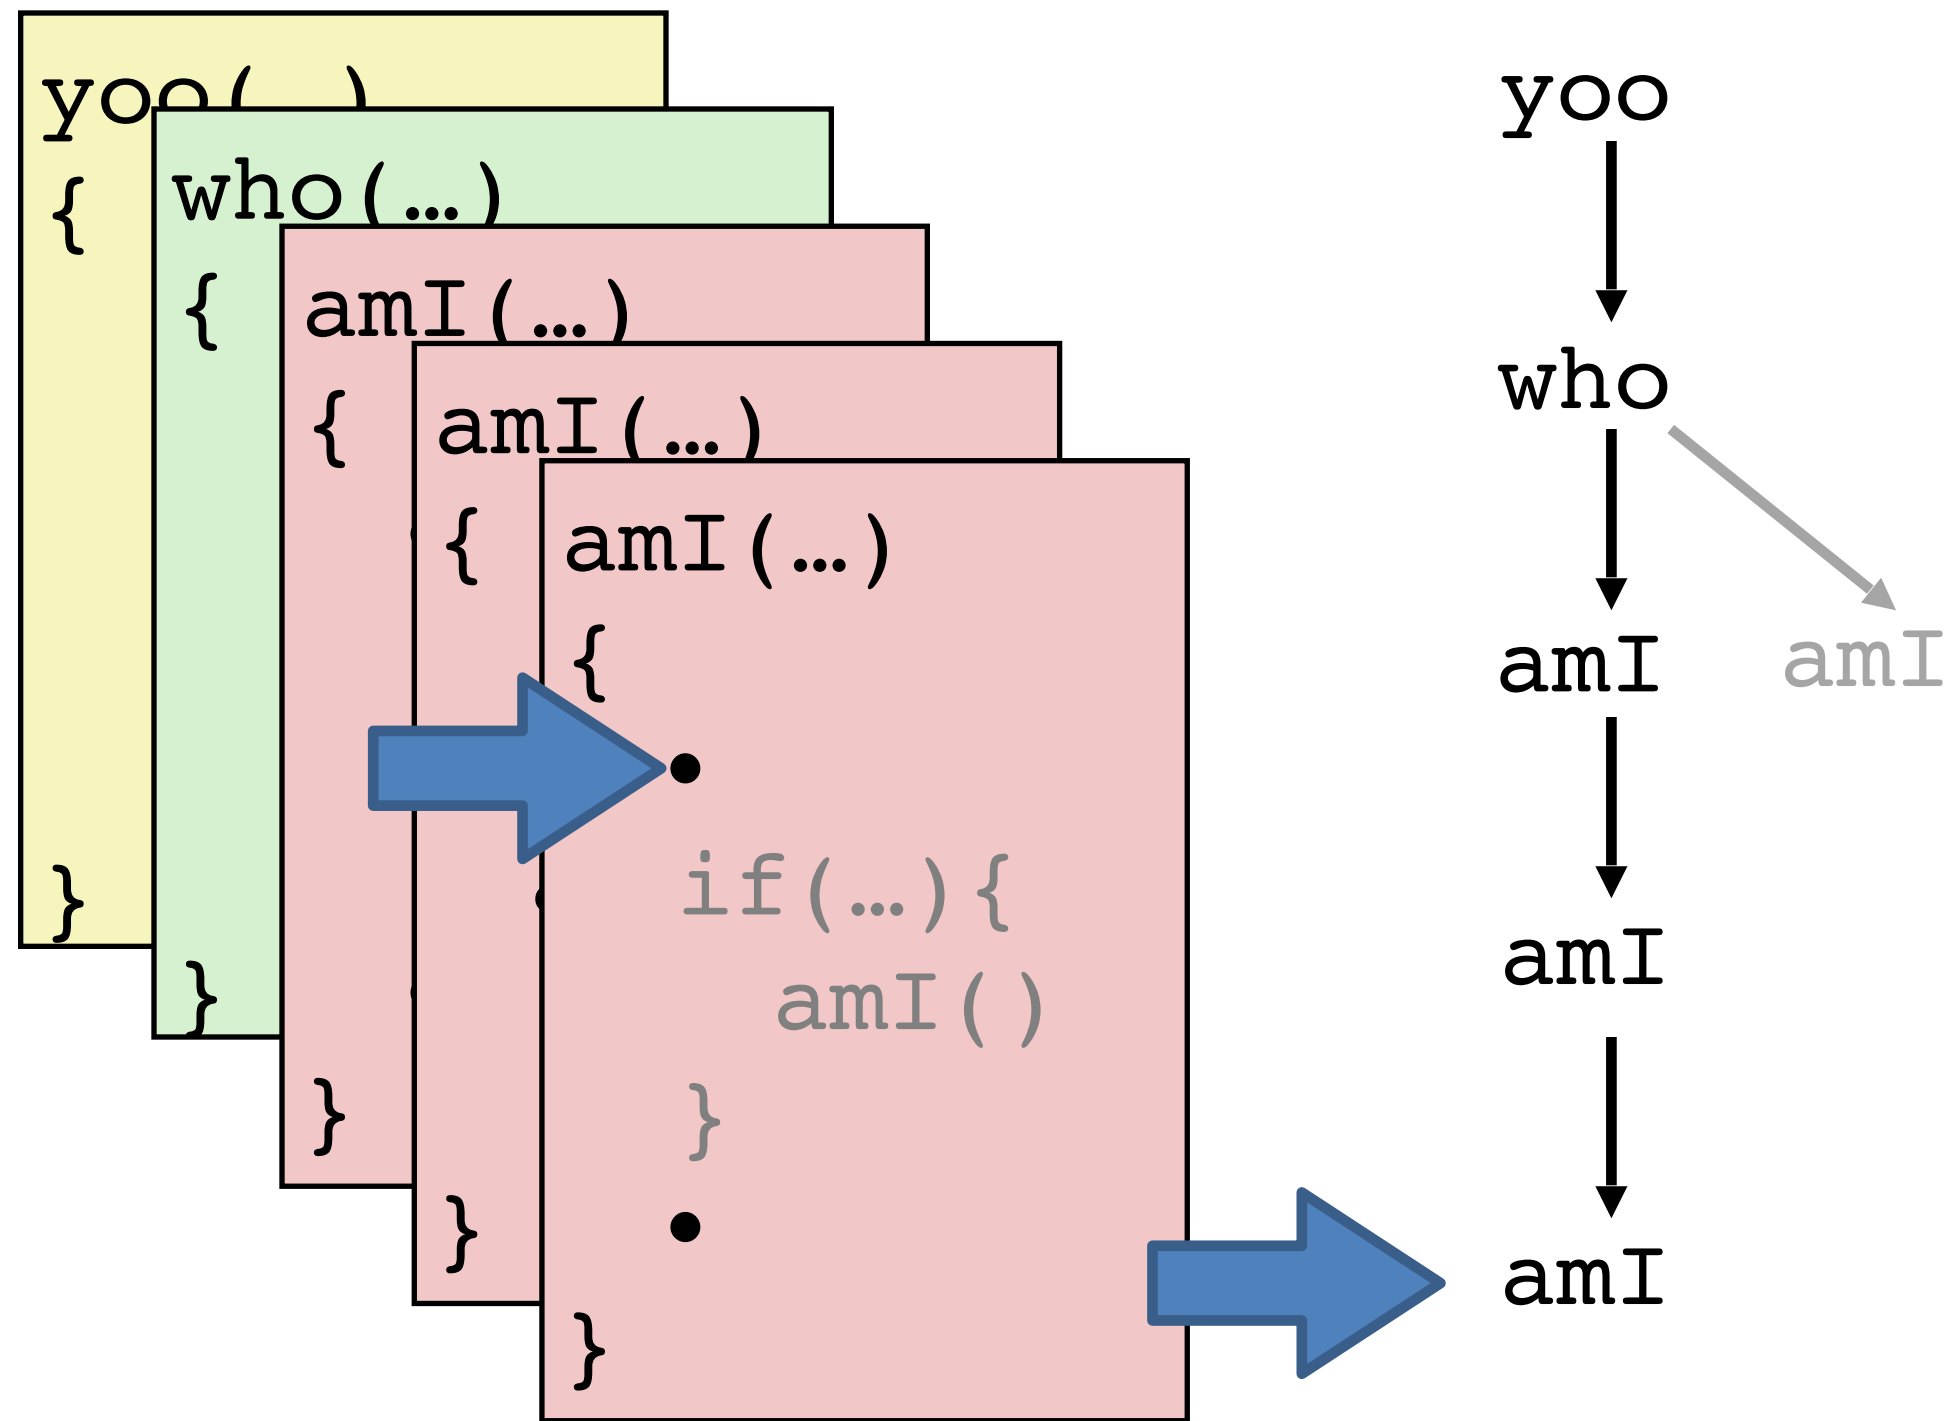 yoo(
{
}
who(…)
{
}
amI(…)
{
}
amI(…)
{
}
amI(…)
{
•
if(…){
amI()
}
•
}
yoo
who
amI amI
amI
amI